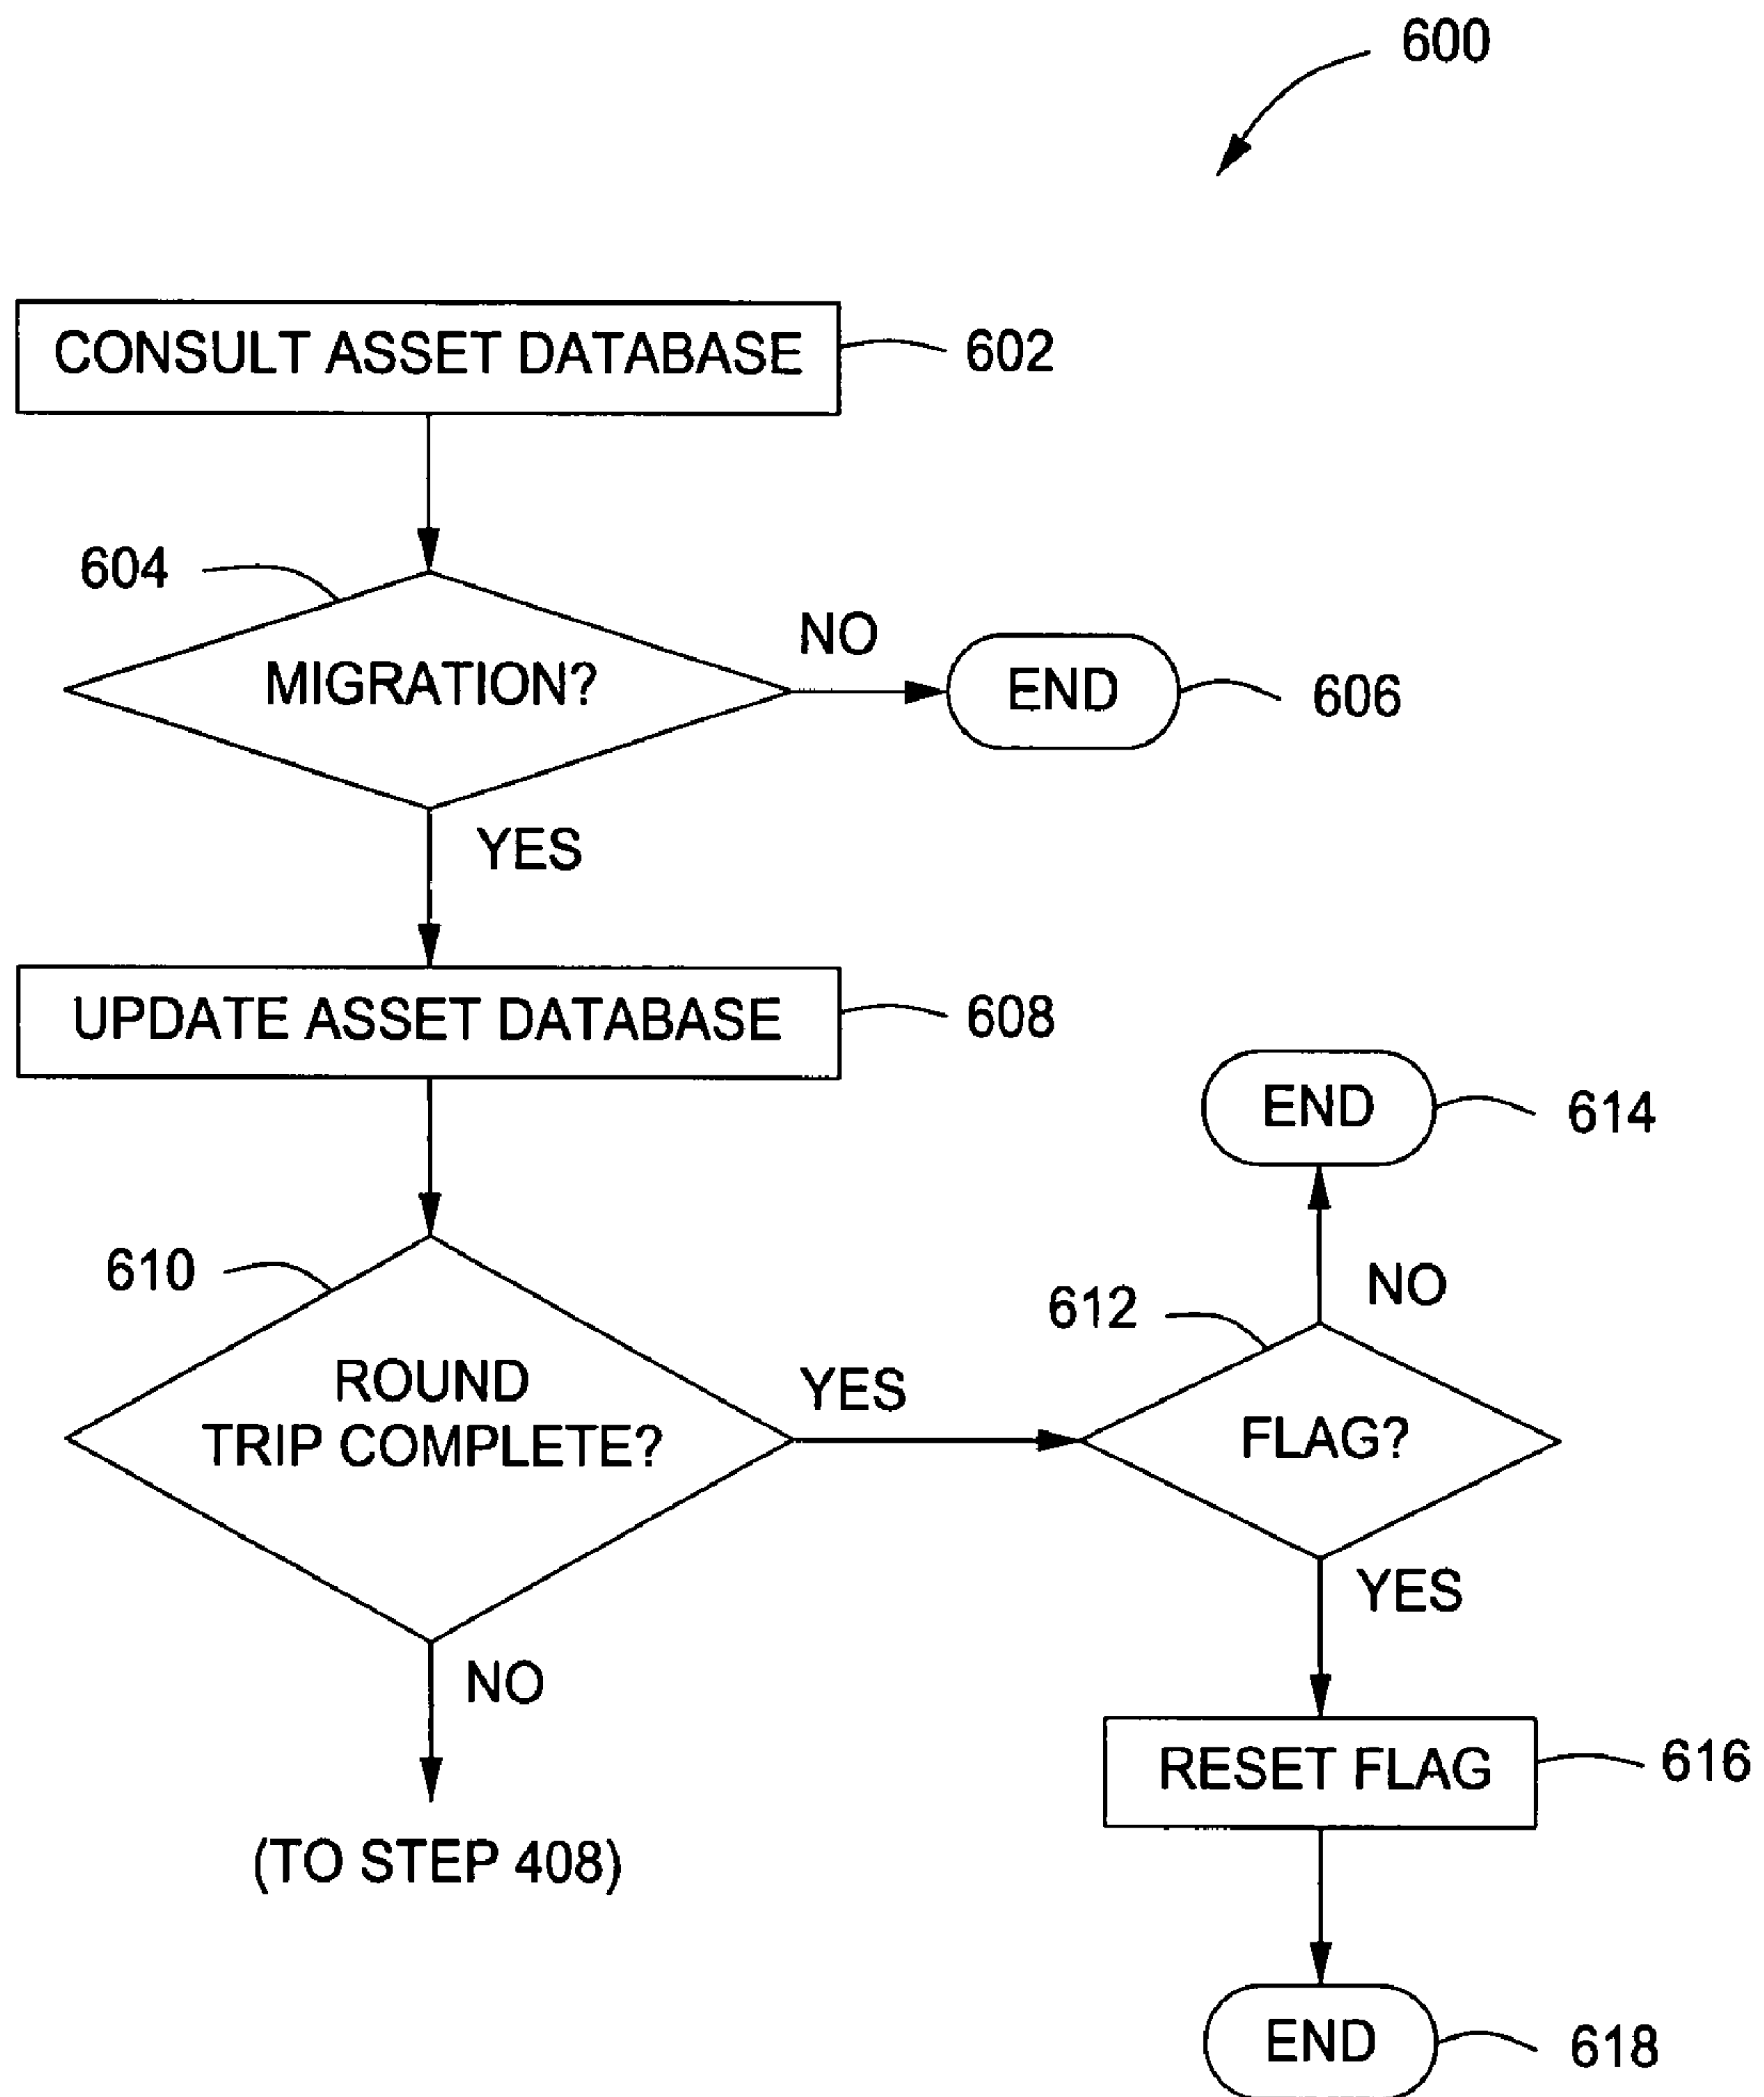 600
CONSULT ASSET DATABASE
602
604
MIGRATION?
NO
END
606
YES
UPDATE ASSET DATABASE
608
END
614
610
ROUND
TRIP COMPLETE?
YES
612
NO
FLAG?
YES
NO
(TO STEP 408)
RESET FLAG
616
END
618